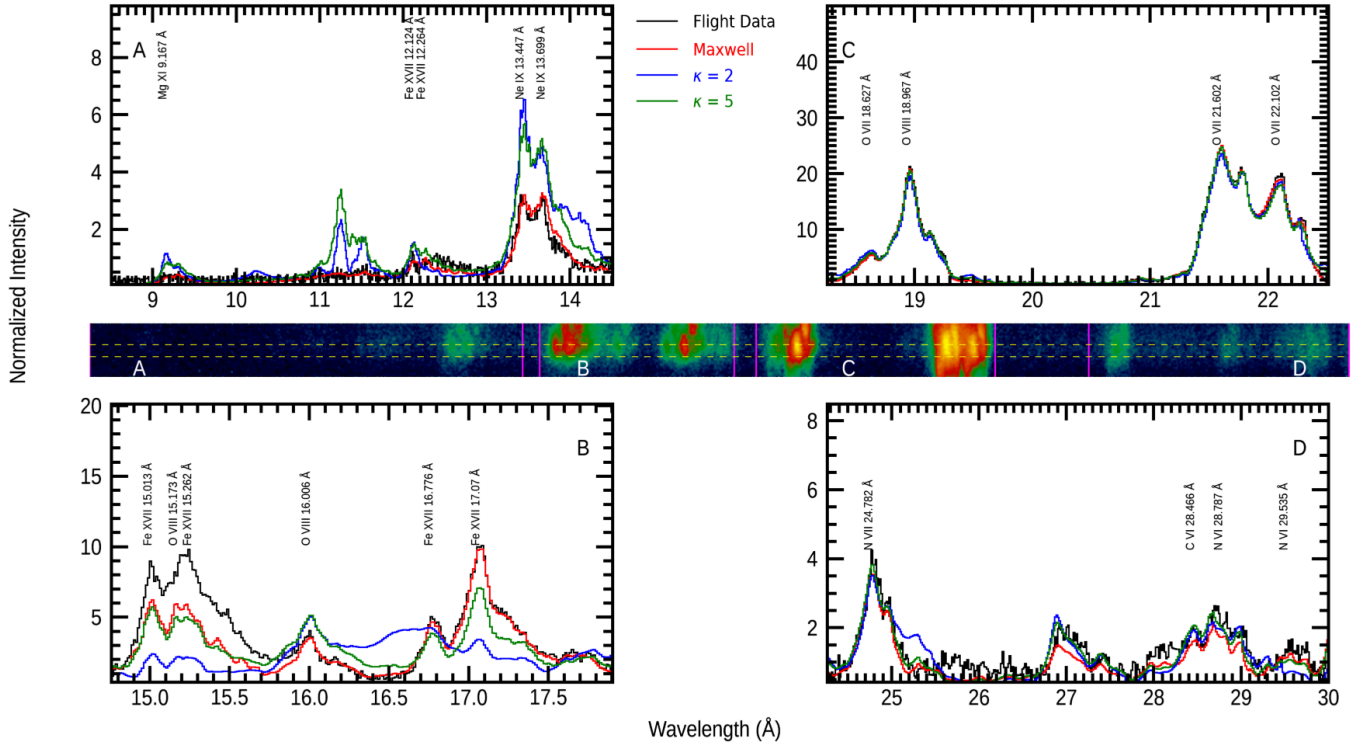 Normalized Intensity
A
8
6
4
2
9
10
11
12
13
14
Mg XI 9.167 Å
Fe XVII 12.124 Å
Fe XVII 12.264 Å
Ne IX 13.447 Å
Ne IX 13.699 Å
Flight Data
Maxwell
κ = 2
κ = 5
C
40
30
20
10
19
20
21
22
O VII 18.627 Å
O VIII 18.967 Å
O VII 21.602 Å
O VII 22.102 Å
A
B
C
D
B
20
15
10
5
15.0
15.5
16.0
16.5
17.0
17.5
Fe XVII 15.013 Å
O VIII 15.173 Å
Fe XVII 15.262 Å
O VIII 16.006 Å
Fe XVII 16.776 Å
Fe XVII 17.07 Å
D
8
6
4
2
25
26
27
28
29
30
N VII 24.782 Å
C VI 28.466 Å
N VI 28.787 Å
N VI 29.535 Å
Wavelength (Å)